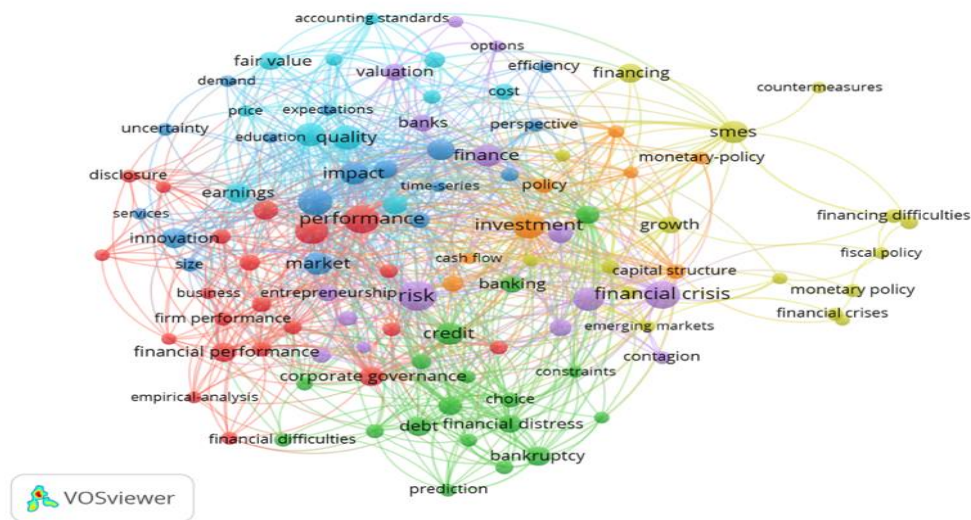 accounting standards
options
fair value
valuation
efficiency
financing
demand
cost
countermeasures
price
expectations
uncertainty
education
quality
banks
perspective
smes
finance
monetary-policy
disclosure
impact
earnings
time-series
policy
services
performance
investment
growth
financing difficulties
innovation
size
market
cash flow
capital structure
fiscal policy
business
entrepreneurship
risk
banking
financial crisis
monetary policy
firm performance
credit
emerging markets
financial crises
financial performance
contagion
corporate governance
constraints
empirical-analysis
choice
debt
financial distress
financial difficulties
bankruptcy
prediction
VOSviewer